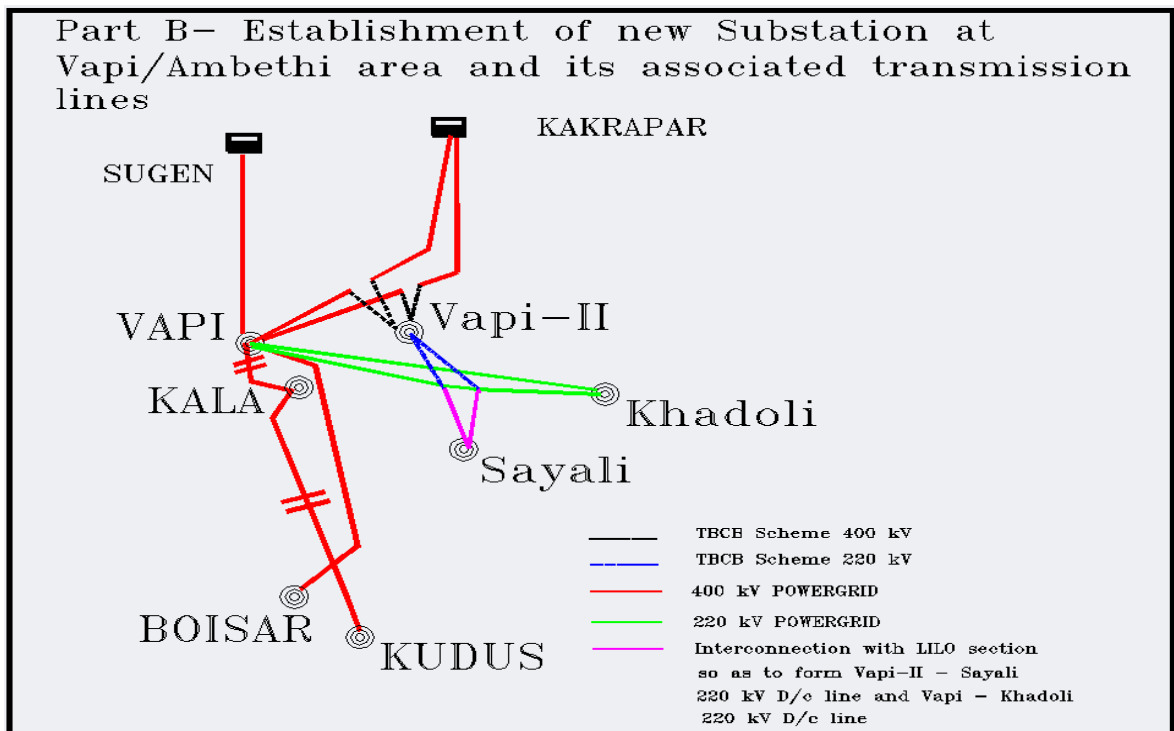 Part B- Establishment of new Substation at
Vapi/Ambethi area and its associated transmission
lines
KAKRAPAR
SUGEN
VAPI
Vapi-II
KALA
Khadoli
Sayali
BOISAR
KUDUS
TBCB Scheme 400 kV
TBCB Scheme 220 kV
400 kV POWERGRID
220 kV POWERGRID
Interconnection with LILO section
so as to form Vapi-II - Sayali
220 kV D/c line and Vapi - Khadoli
220 kV D/c line